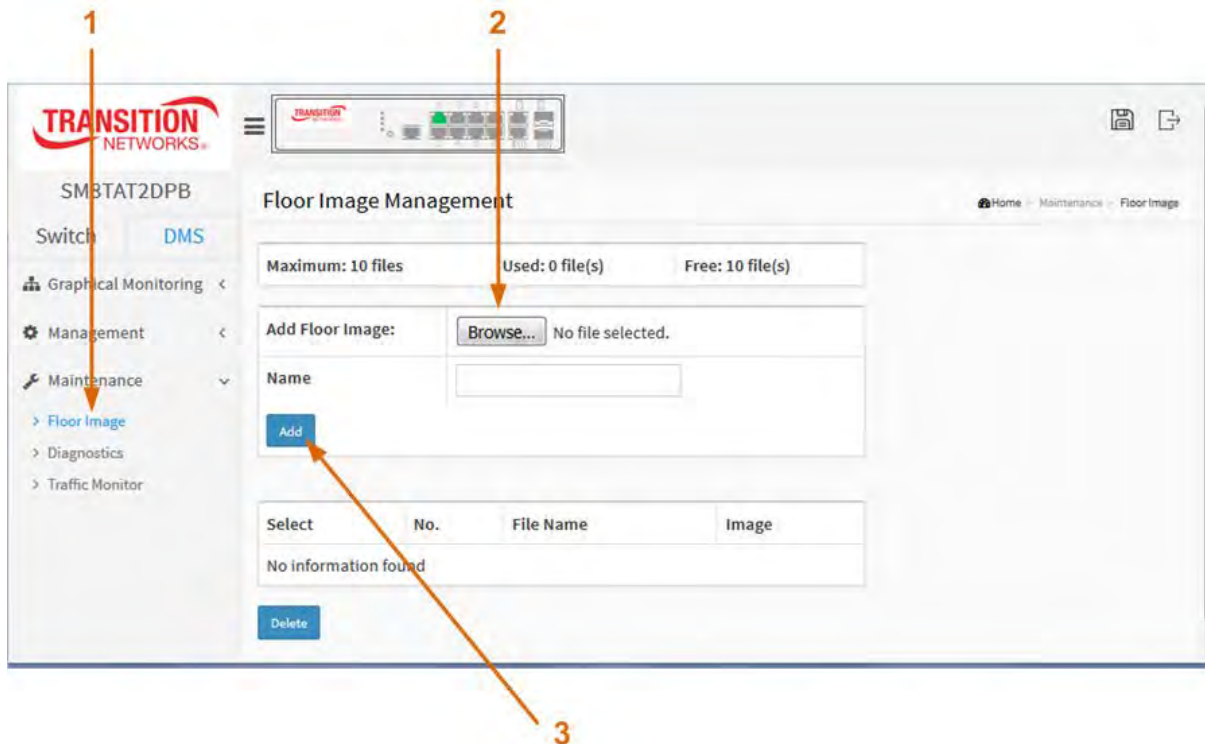 1
2
TRANSITION
NETWORKS®
TRANSITION
SM8TAT2DPB
Switch DMS
Graphical Monitoring
Management
Maintenance
> Floor Image
> Diagnostics
> Traffic Monitor
Floor Image Management
Home - Maintenance - Floor Image
Maximum: 10 files Used: 0 file(s) Free: 10 file(s)
Add Floor Image: Browse... No file selected.
Name
Add
Select No. File Name Image
No information found
Delete
3